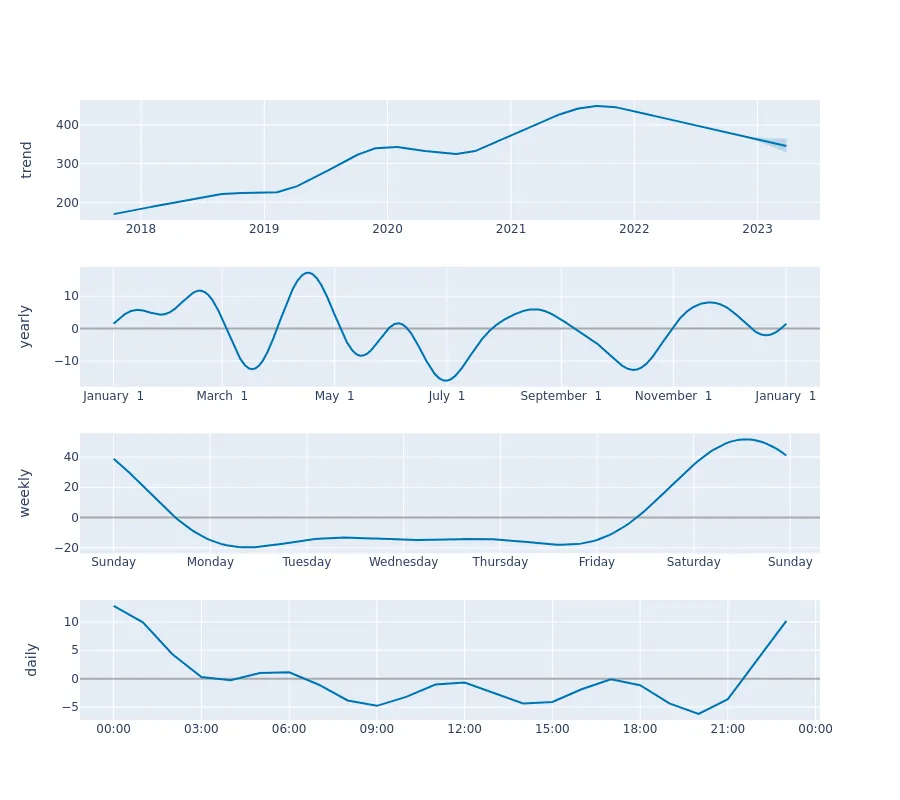 trend
400
300
200
2018 2019 2020 2021 2022 2023
yearly
10
0
−10
January 1 March 1 May 1 July 1 September 1 November 1 January 1
weekly
40
20
0
−20
Sunday Monday Tuesday Wednesday Thursday Friday Saturday Sunday
daily
10
5
0
−5
00:00 03:00 06:00 09:00 12:00 15:00 18:00 21:00 00:00